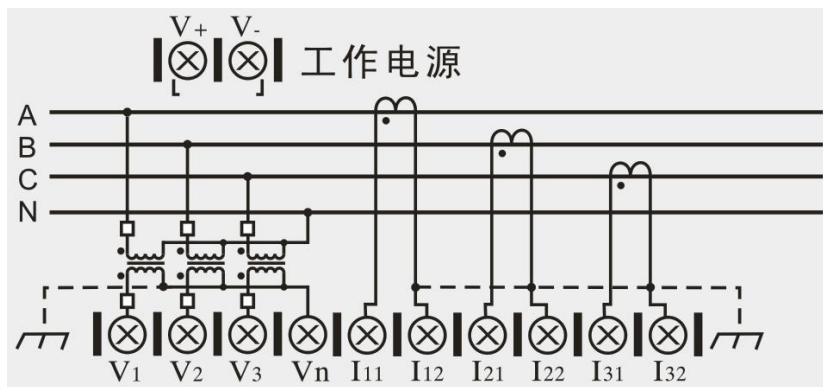 V+ V-
工作电源
A
B
C
N
V1 V2 V3 Vn I11 I12 I21 I22 I31 I32